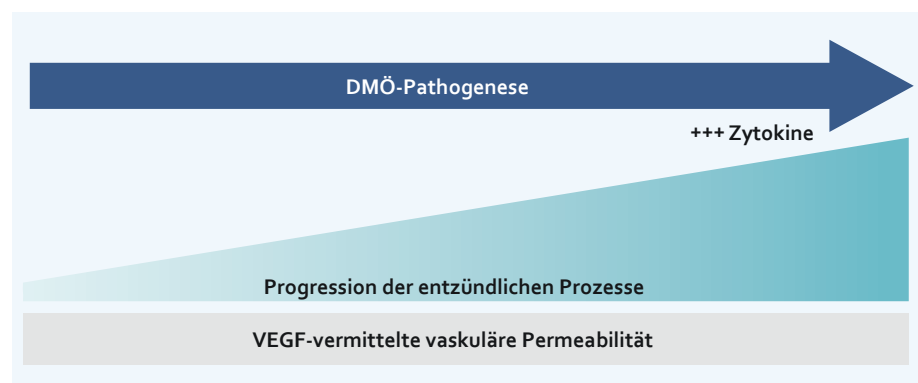 DMÖ-Pathogenese
+++ Zytokine
Progression der entzündlichen Prozesse
VEGF-vermittelte vaskuläre Permeabilität